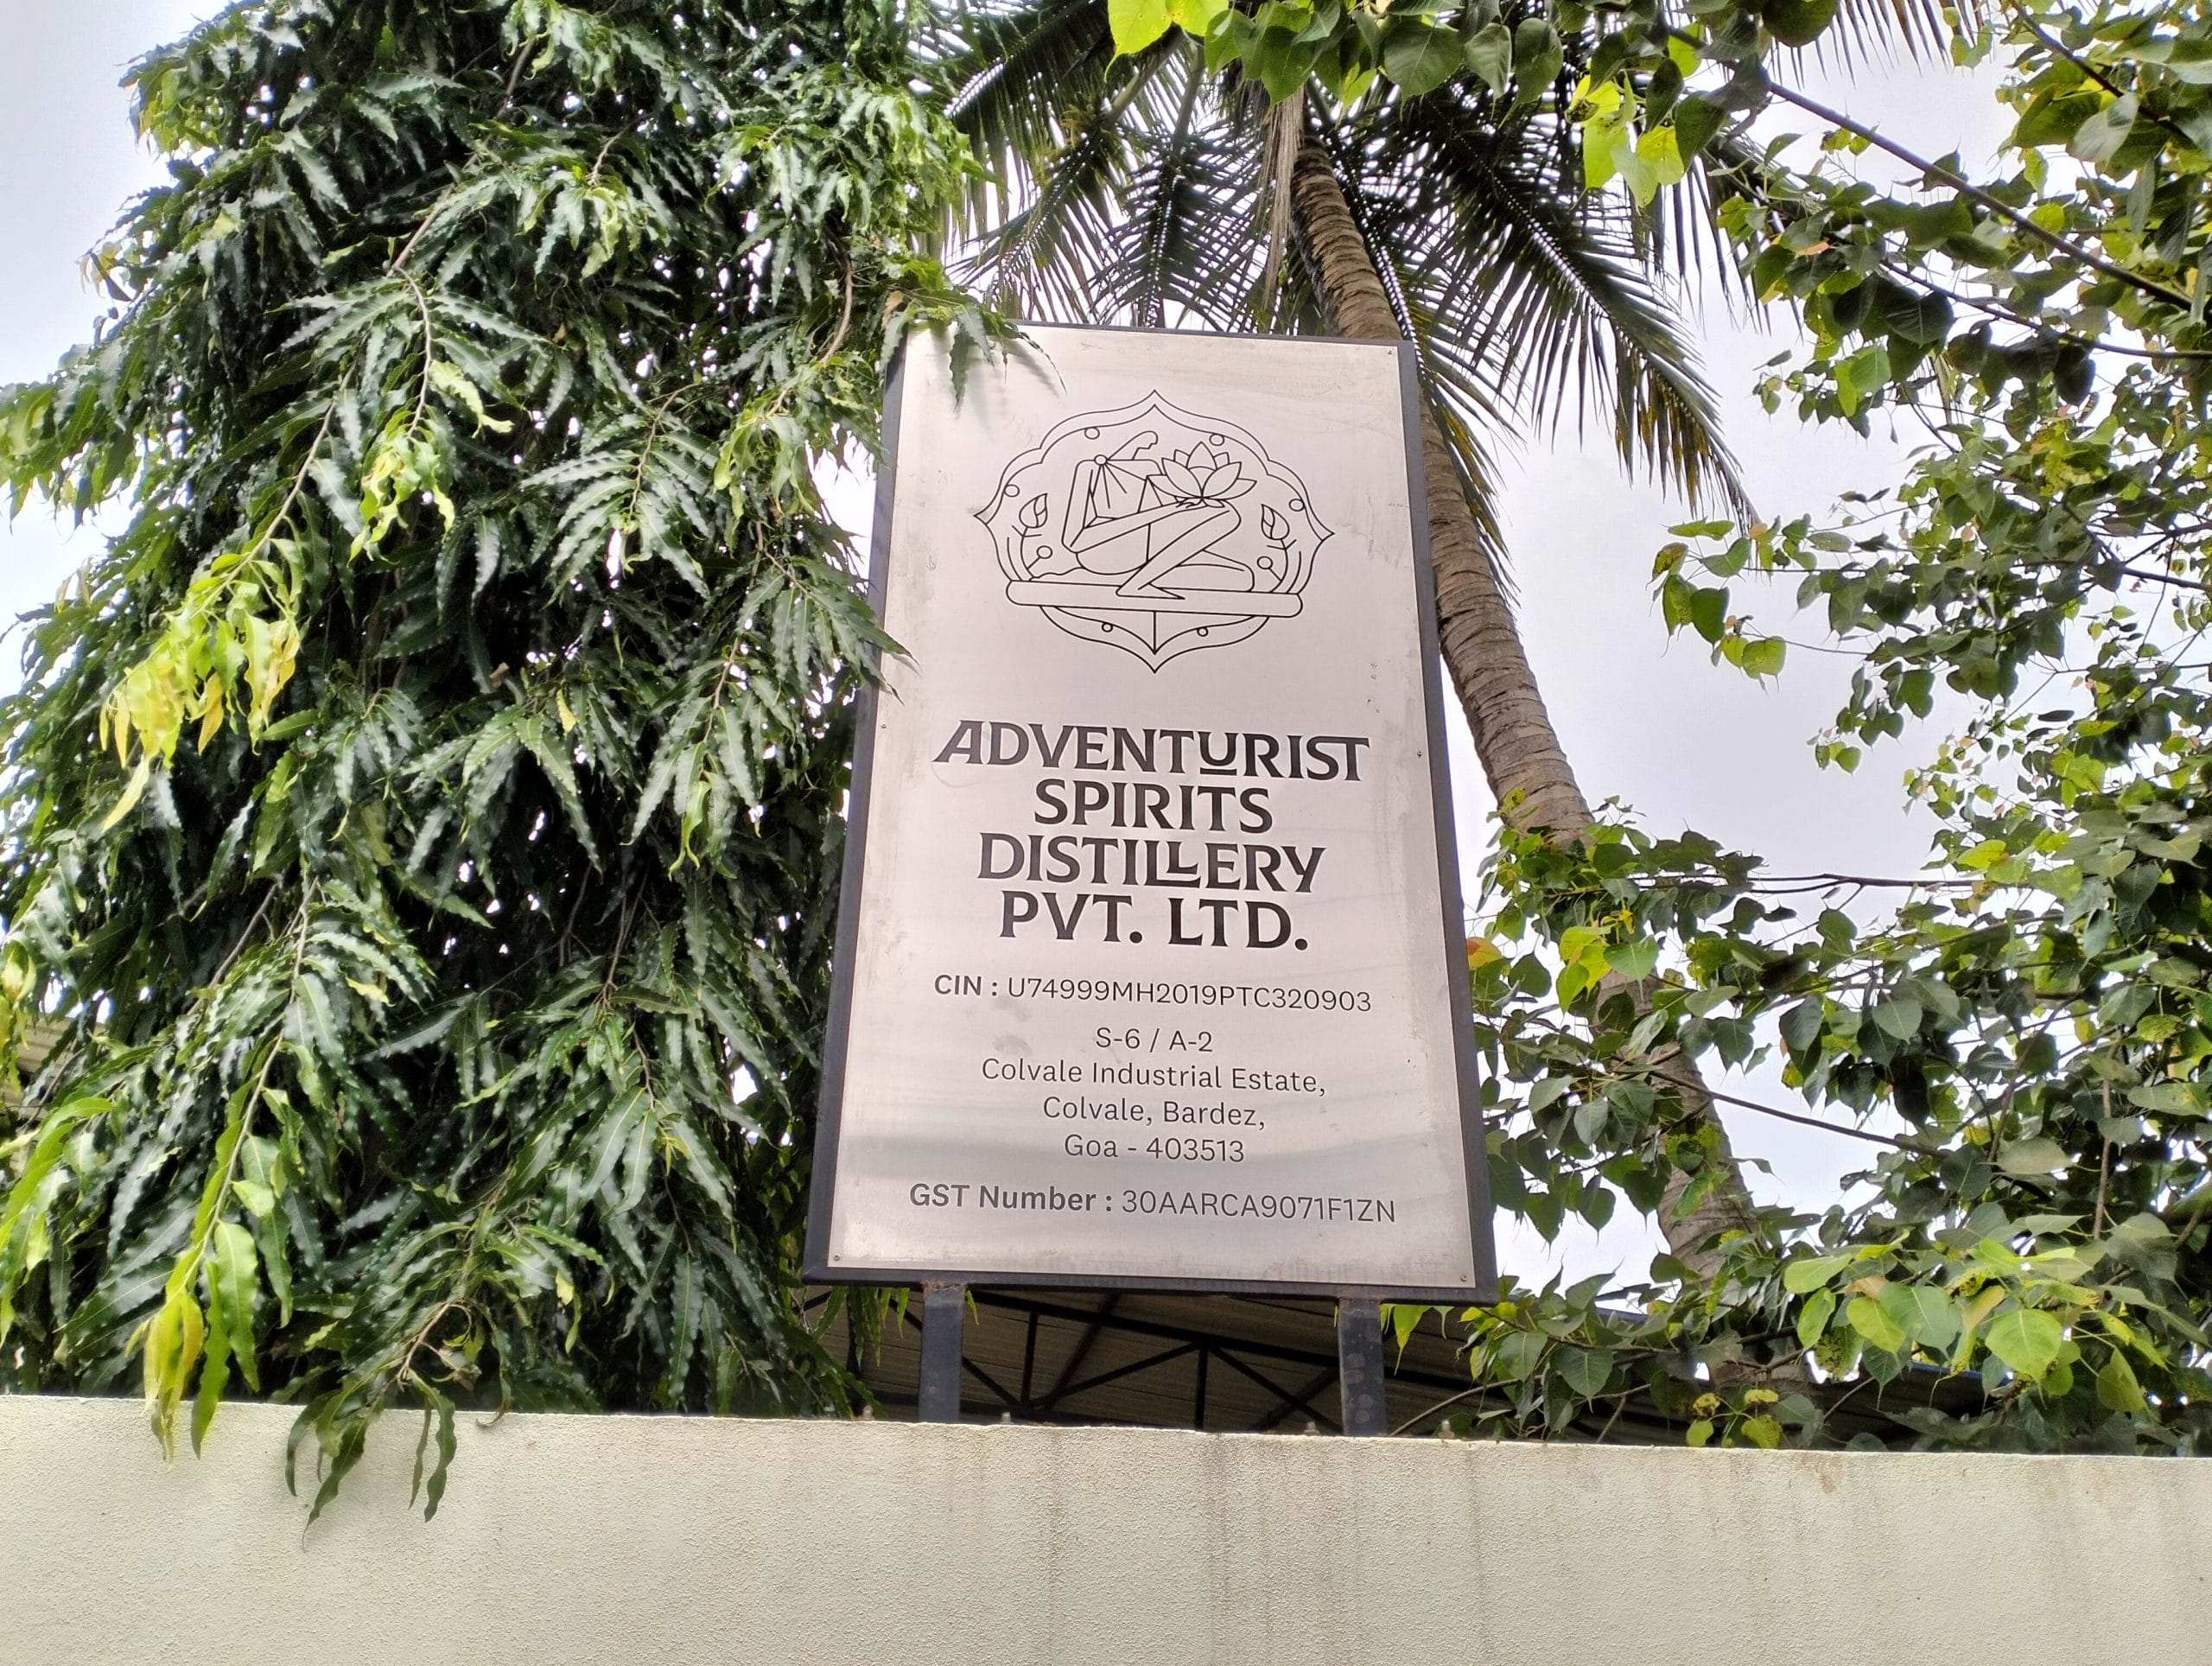 ADVENTURIST
SPIRITS
DISTILLERY
PVT. LTD.
CIN : U74999MH2019PTC320903
S-6 / A-2
Colvale Industrial Estate,
Colvale, Bardez,
Goa - 403513
GST Number : 30AARCA9071F1ZN